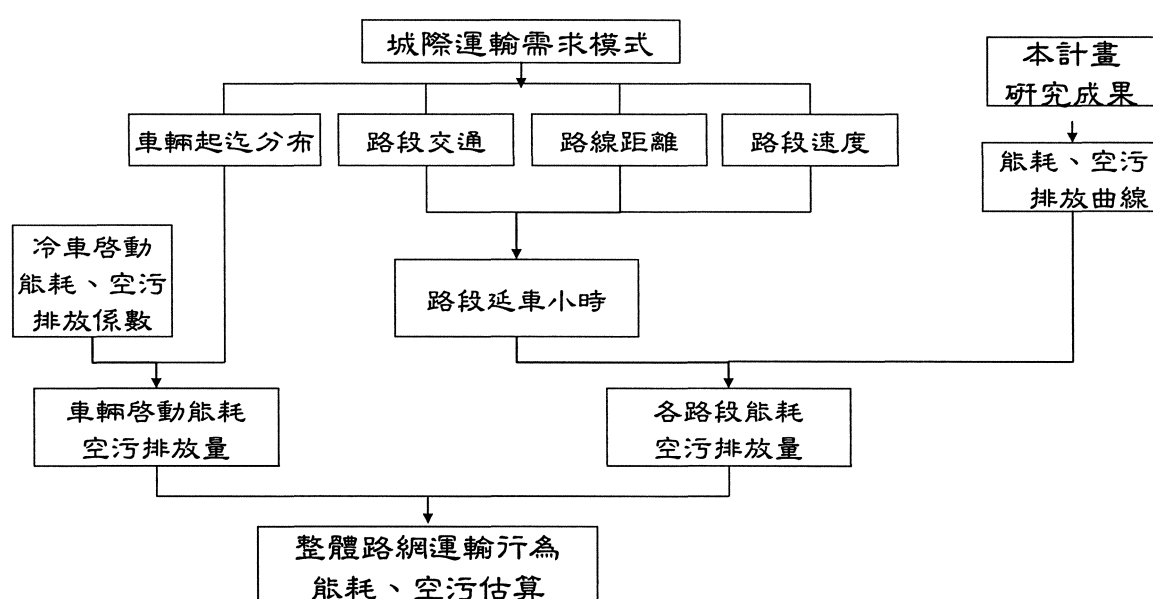 城際運輸需求模式
本計畫
研究成果
車輛起迄分布
路段交通
路線距離
路段速度
能耗、空污
排放曲線
冷車啓動
能耗、空污
排放係數
路段延車小時
車輛啓動能耗
空污排放量
各路段能耗
空污排放量
整體路網運輸行為
能耗、空污估算